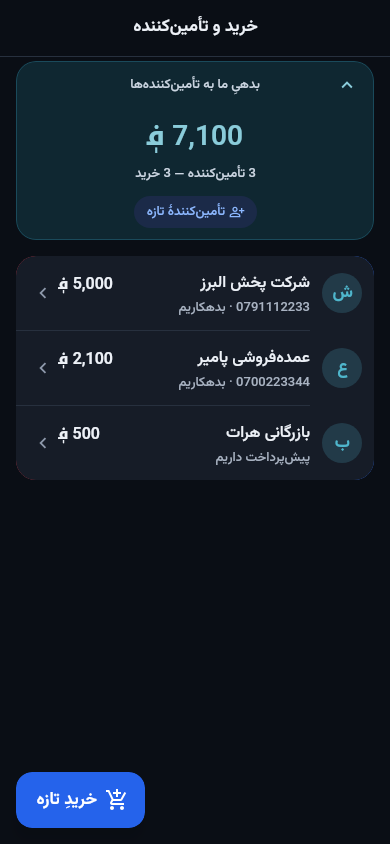 خرید و تأمین‌کننده
بدهیِ ما به تأمین‌کننده‌ها
7,100 ؋
3 تأمین‌کننده — 3 خرید
تأمین‌کنندهٔ تازه
ش
شرکت پخش البرز
5,000 ؋
0791112233 · بدهکاریم
ع
عمده‌فروشی پامیر
2,100 ؋
0700223344 · بدهکاریم
ب
بازرگانی هرات
500 ؋
پیش‌پرداخت داریم
خریدِ تازه